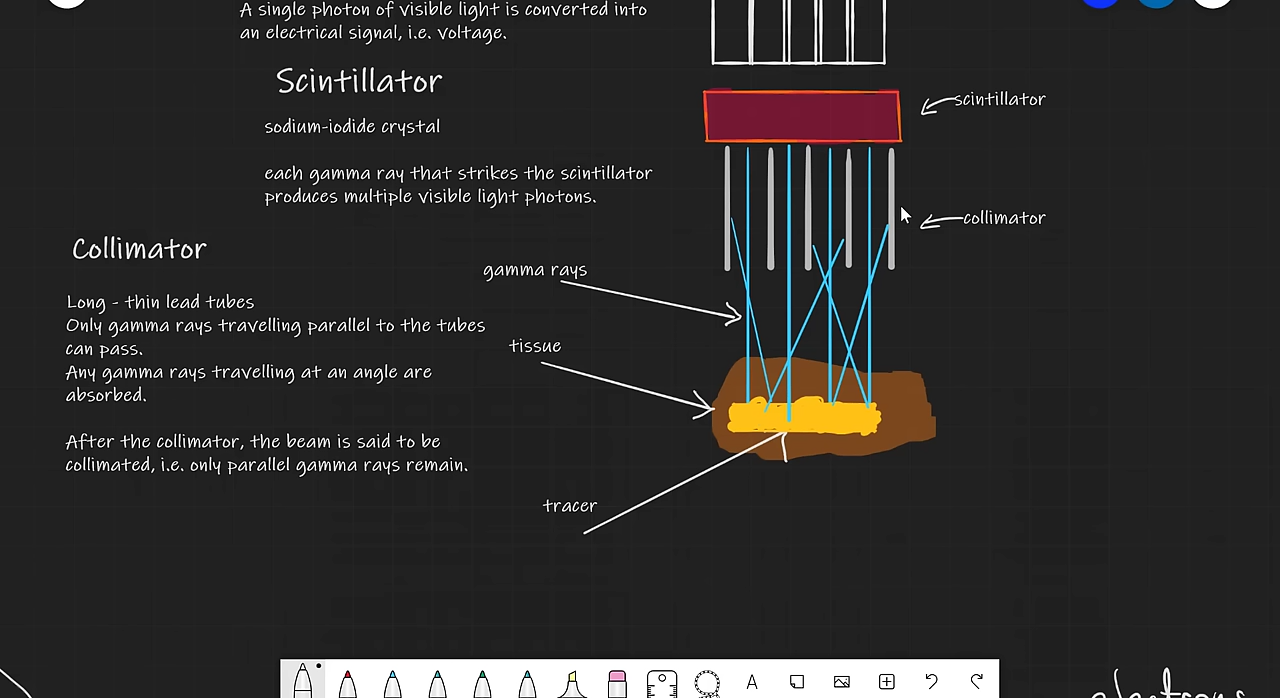 A single photon of visible light is converted into
an electrical signal, i.e. voltage.
Scintillator
scintillator
sodium-iodide crystal
each gamma ray that strikes the scintillator
produces multiple visible light photons.
collimator
Collimator
gamma rays
Long - thin lead tubes
Only gamma rays travelling parallel to the tubes
can pass.
tissue
Any gamma rays travelling at an angle are
absorbed.
After the collimator, the beam is said to be
collimated, i.e. only parallel gamma rays remain.
tracer
electrons
A